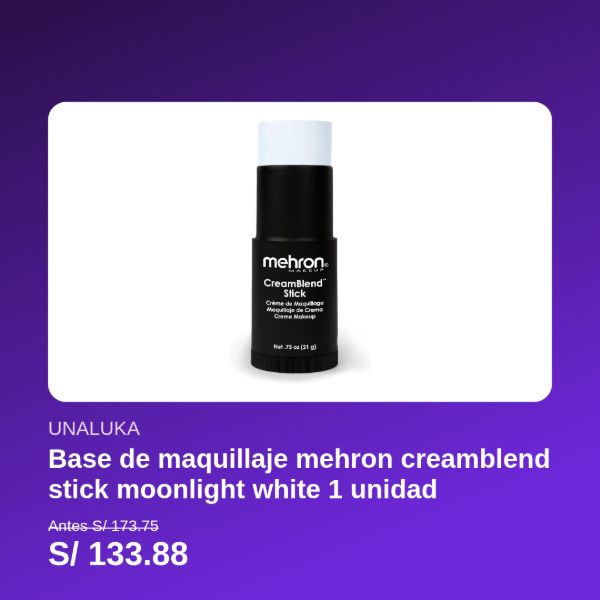 mehron®
MAKEUP
CreamBlend™
Stick
Crème de Maquillage
Maquillaje de Crema
Creme Makeup
Net .75 oz (21 g)
UNALUKA
Base de maquillaje mehron creamblend
stick moonlight white 1 unidad
Antes S/ 173.75
S/ 133.88